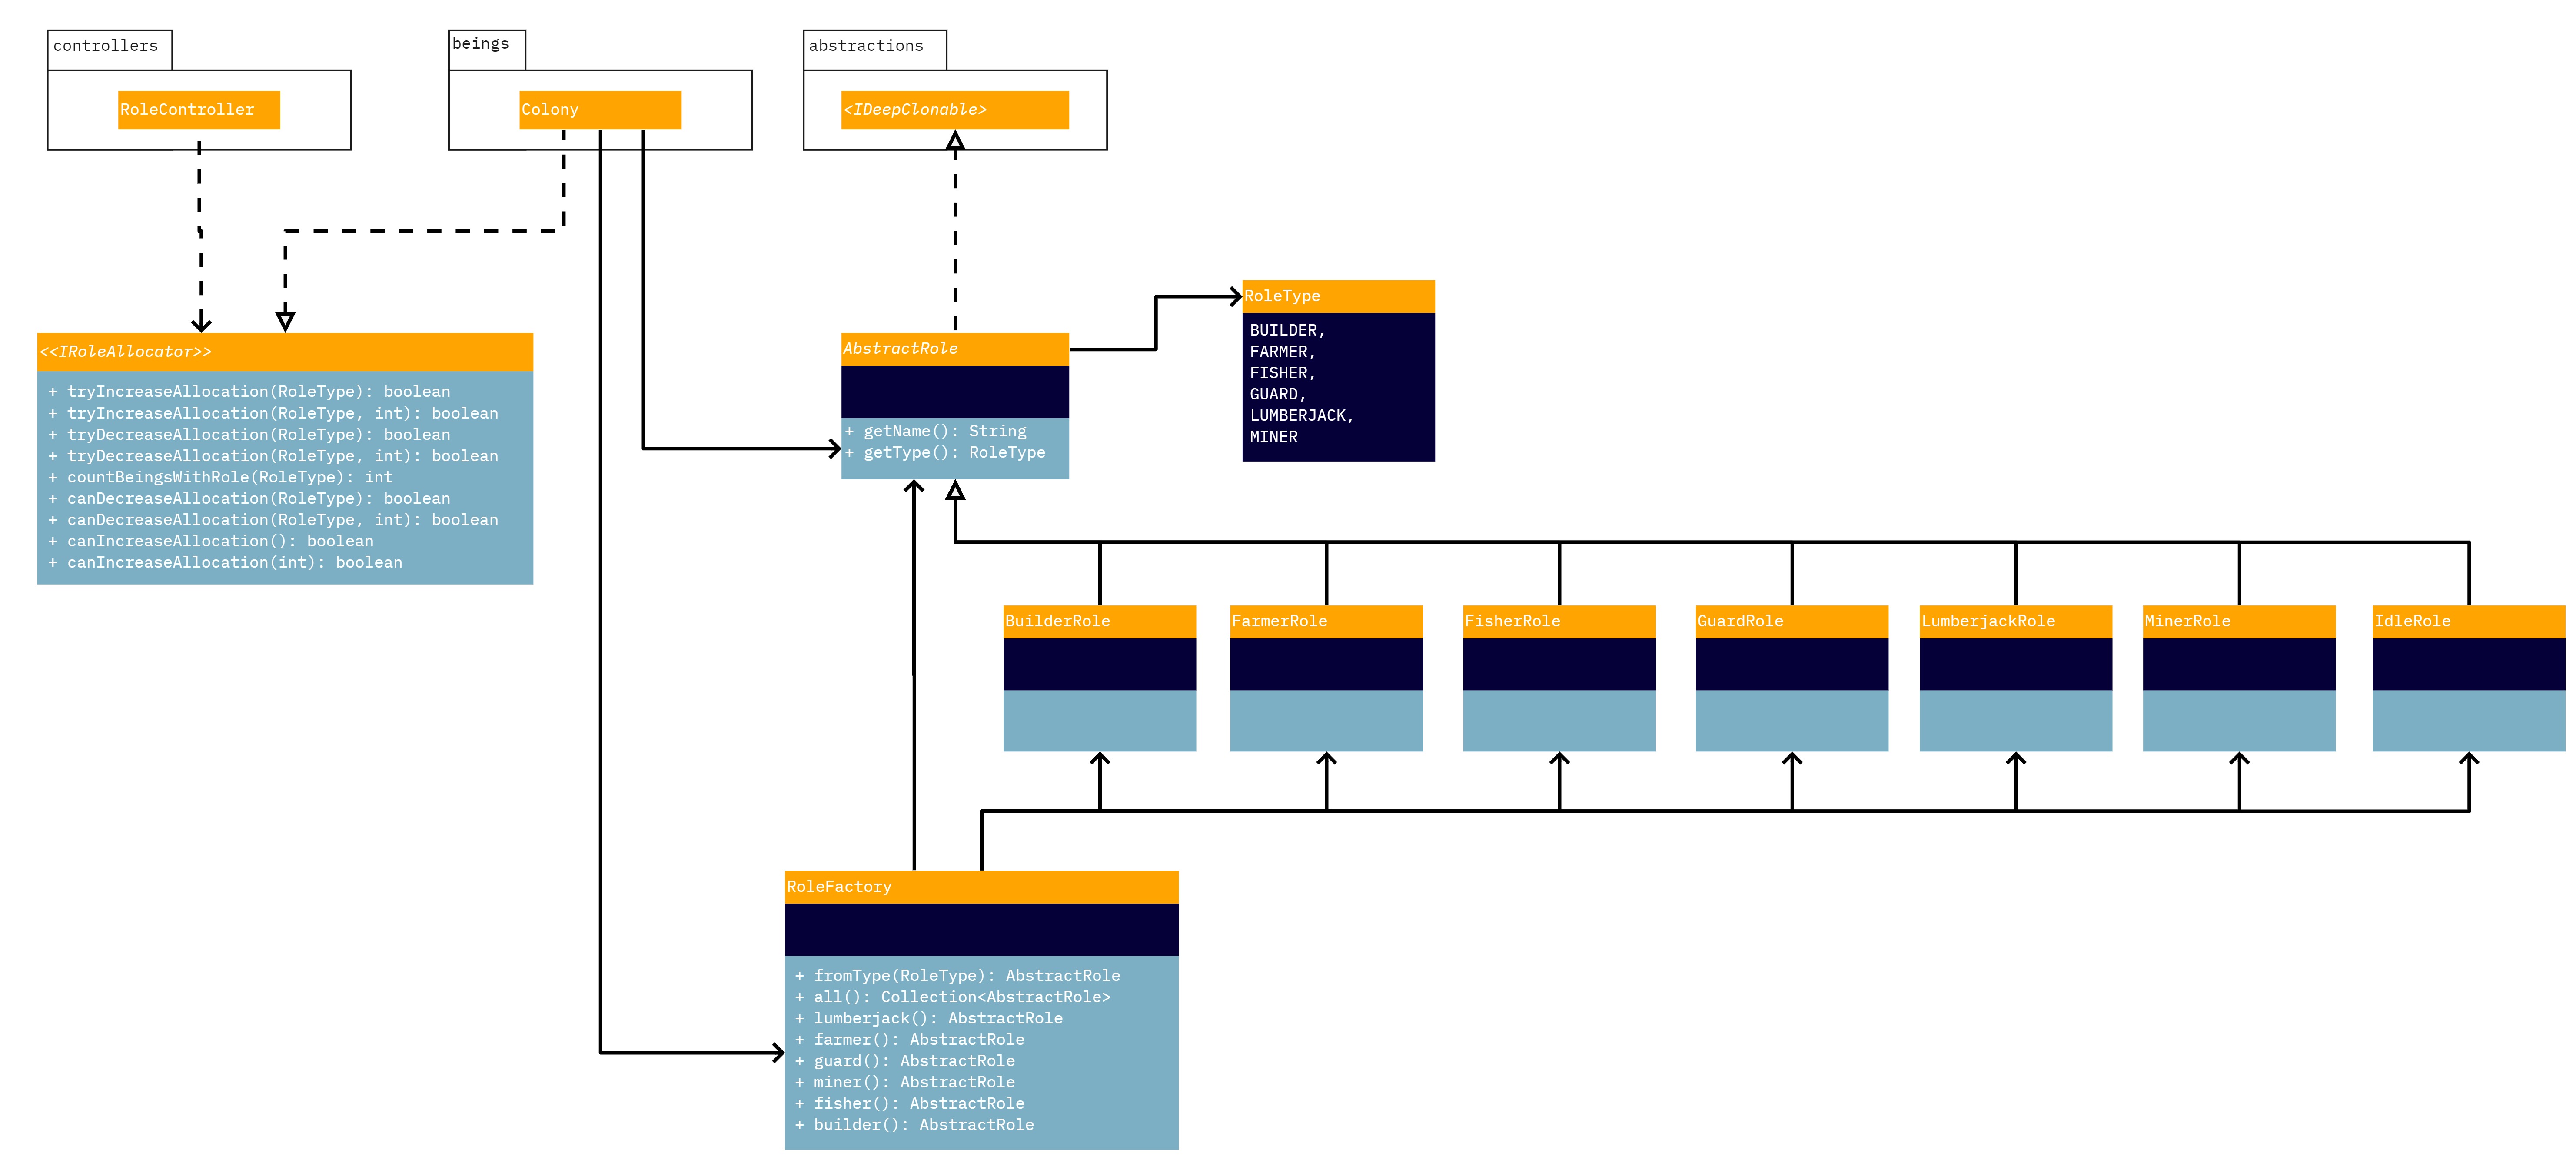 controllers
RoleController
beings
Colony
abstractions
<IDeepClonable>
<<IRoleAllocator>>
+ tryIncreaseAllocation(RoleType): boolean
+ tryIncreaseAllocation(RoleType, int): boolean
+ tryDecreaseAllocation(RoleType): boolean
+ tryDecreaseAllocation(RoleType, int): boolean
+ countBeingsWithRole(RoleType): int
+ canDecreaseAllocation(RoleType): boolean
+ canDecreaseAllocation(RoleType, int): boolean
+ canIncreaseAllocation(): boolean
+ canIncreaseAllocation(int): boolean
AbstractRole
+ getName(): String
+ getType(): RoleType
RoleType
BUILDER,
FARMER,
FISHER,
GUARD,
LUMBERJACK,
MINER
BuilderRole
FarmerRole
FisherRole
GuardRole
LumberjackRole
MinerRole
IdleRole
RoleFactory
+ fromType(RoleType): AbstractRole
+ all(): Collection<AbstractRole>
+ lumberjack(): AbstractRole
+ farmer(): AbstractRole
+ guard(): AbstractRole
+ miner(): AbstractRole
+ fisher(): AbstractRole
+ builder(): AbstractRole